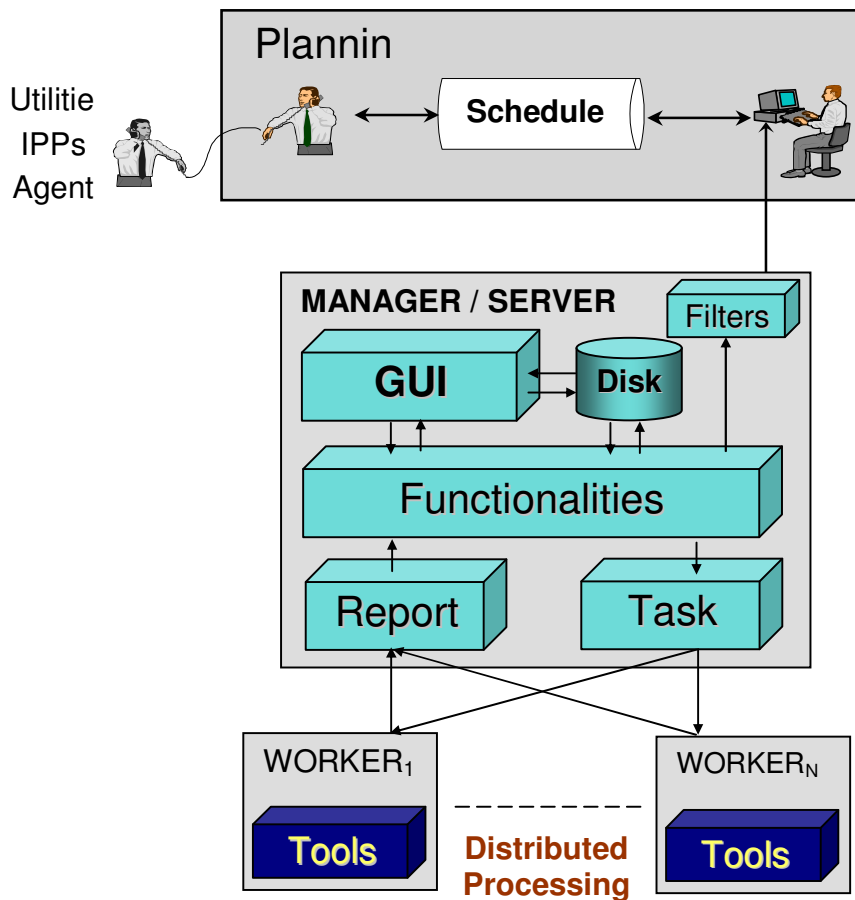 Plannin
Utilitie
IPPs
Agent
Schedule
MANAGER / SERVER
Filters
GUI
Disk
Functionalities
Report
Task
WORKER₁
WORKERₙ
Tools
Tools
Distributed
Processing